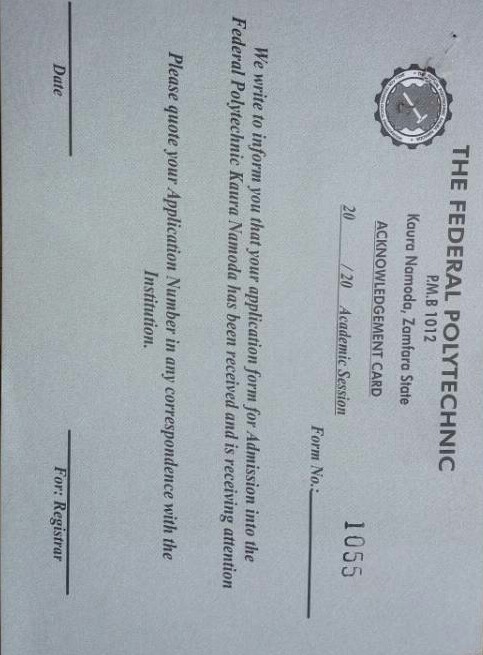 THE FEDERAL POLYTECHNIC
P.M.B 1012
Kaura Namoda, Zamfara State
ACKNOWLEDGEMENT CARD
20 /20 Academic Session
1055
Form No.:
We write to inform you that your application form for Admission into the
Federal Polytechnic Kaura Namoda has been received and is receiving attention
Please quote your Application Number in any correspondence with the
Institution.
Date
For: Registrar